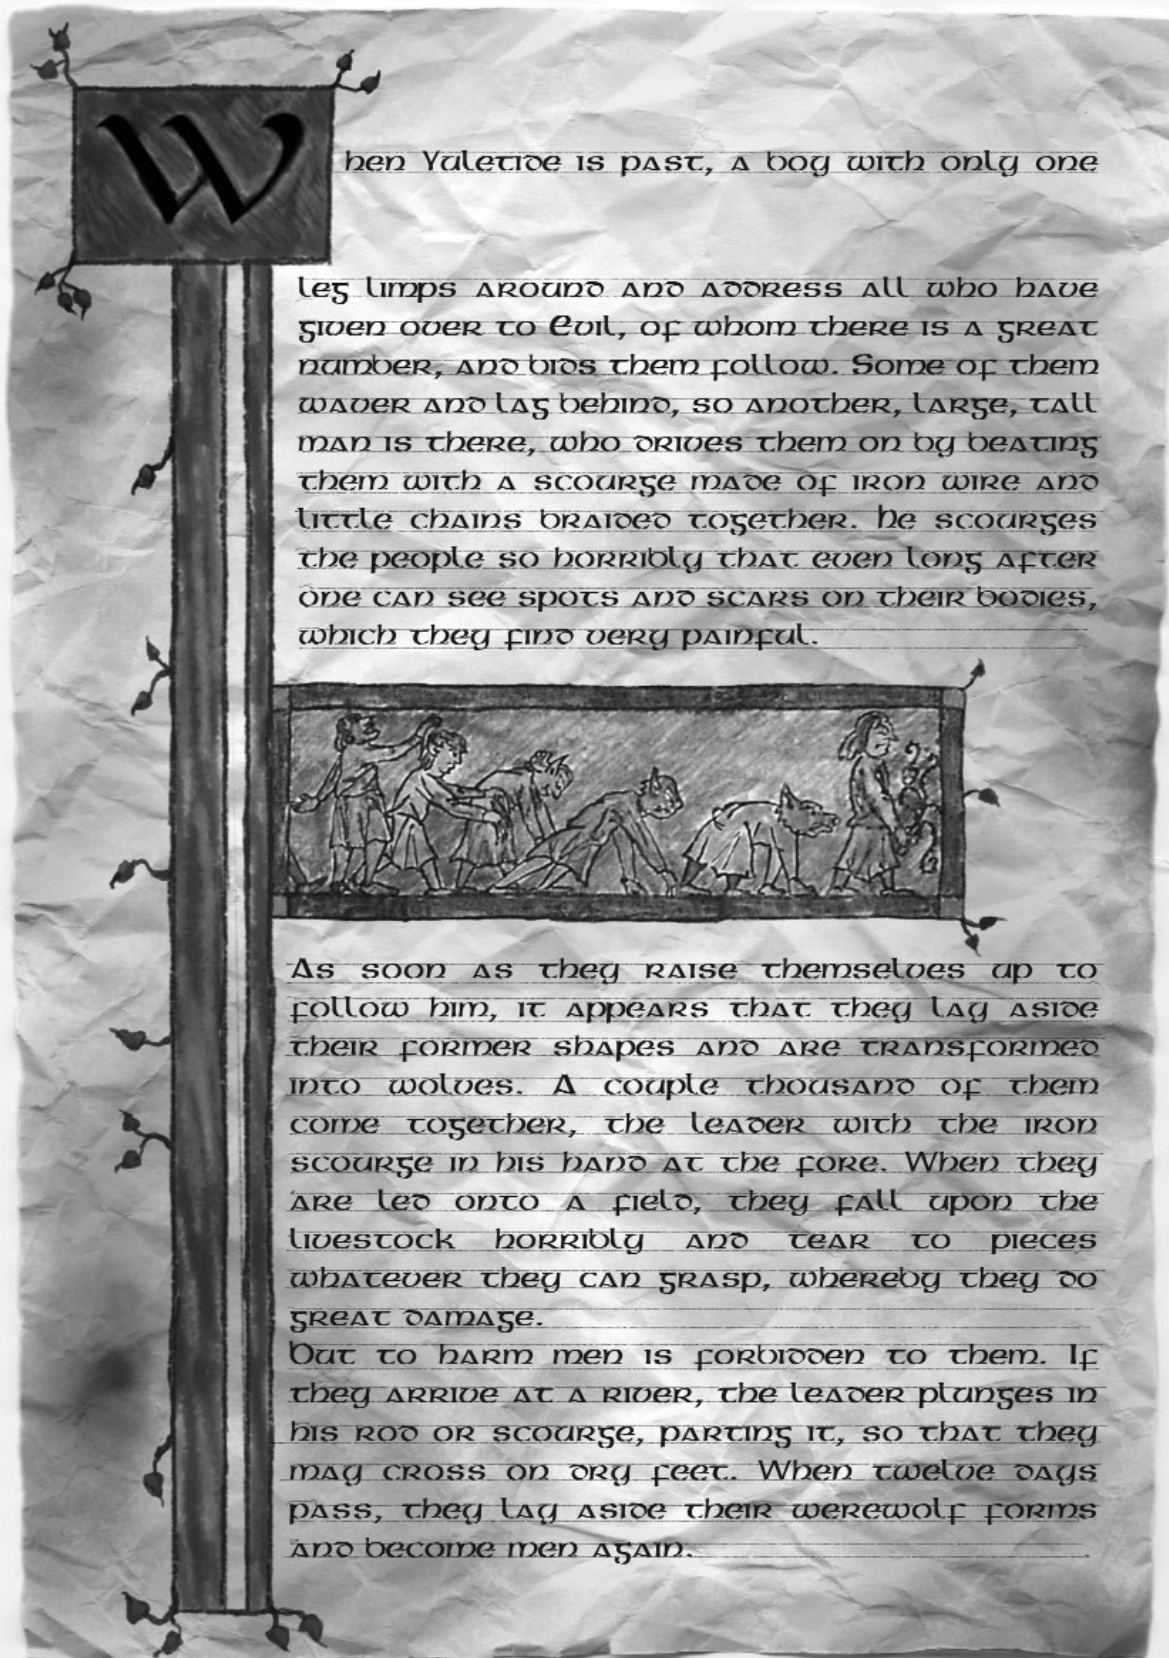 When Yuletide is past, a boy with only one
leg limps around and address all who have
given over to Evil, of whom there is a great
number, and bids them follow. Some of them
waver and lag behind, so another, large, tall
man is there, who drives them on by beating
them with a scourge made of iron wire and
little chains braided together. He scourges
the people so horribly that even long after
one can see spots and scars on their bodies,
which they find very painful.
As soon as they raise themselves up to
follow him, it appears that they lay aside
their former shapes and are transformed
into wolves. A couple thousand of them
come together, the leader with the iron
scourge in his hand at the fore. When they
are led onto a field, they fall upon the
livestock horribly and tear to pieces
whatever they can grasp, whereby they do
great damage.
But to harm men is forbidden to them. If
they arrive at a river, the leader plunges in
his rod or scourge, parting it, so that they
may cross on dry feet. When twelve days
pass, they lay aside their werewolf forms
and become men again.